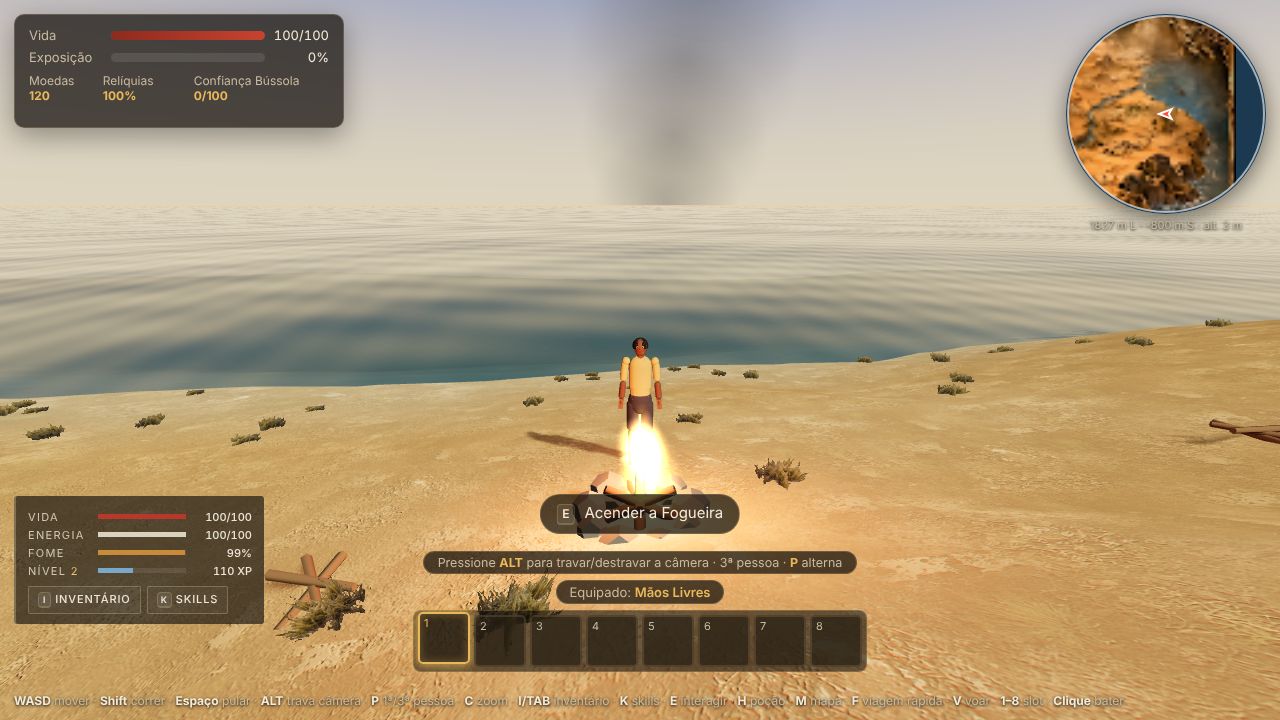 Vida 100/100
Exposição 0%
Moedas Relíquias Confiança Bússola
120 100% 0/100
1827 m L · -800 m S · alt. 2 m
E Acender a Fogueira
VIDA 100/100
ENERGIA 100/100
FOME 99%
NÍVEL 2 110 XP
I INVENTÁRIO K SKILLS
Pressione ALT para travar/destravar a câmera · 3ª pessoa · P alterna
Equipado: Mãos Livres
1 2 3 4 5 6 7 8
WASD mover · Shift correr · Espaço pular · ALT trava câmera · P 1ª/3ª pessoa · C zoom · I/TAB inventário · K skills · E interagir · H poção · M mapa · F viagem rápida · V voar · 1–8 slot · Clique bater